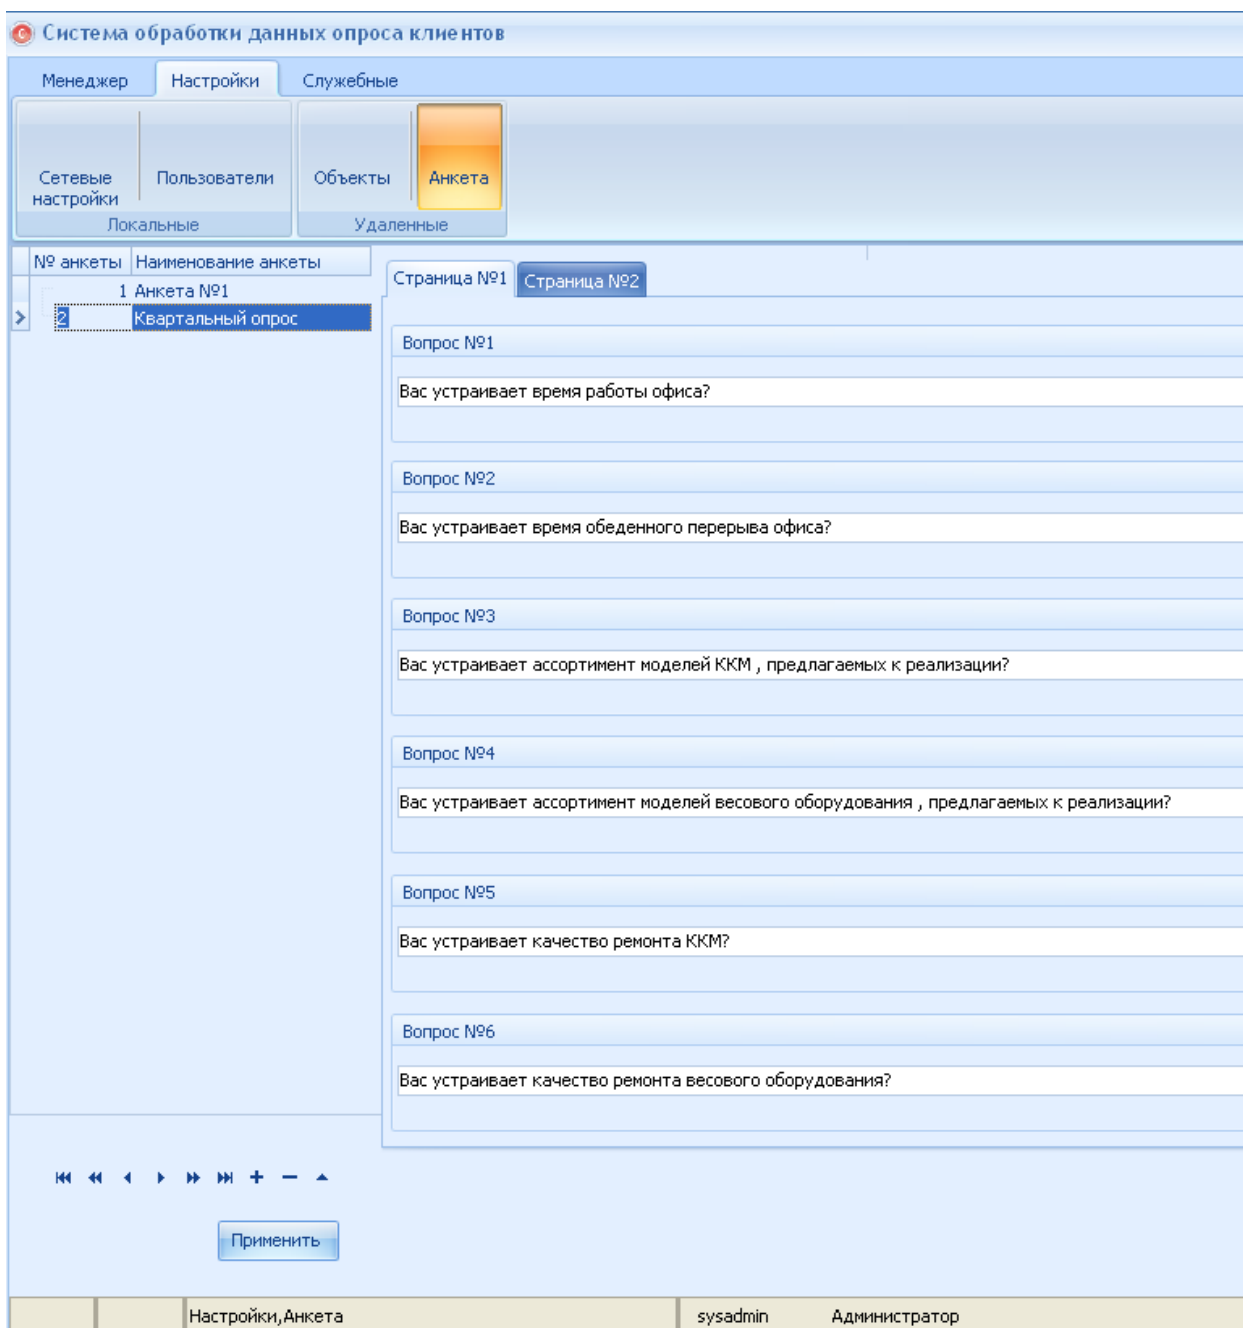 Система обработки данных опроса клиентов
Менеджер Настройки Служебные
Сетевые настройки Пользователи Объекты Анкета
Локальные Удаленные
№ анкеты Наименование анкеты
1 Анкета №1
2 Квартальный опрос
Страница №1 Страница №2
Вопрос №1
Вас устраивает время работы офиса?
Вопрос №2
Вас устраивает время обеденного перерыва офиса?
Вопрос №3
Вас устраивает ассортимент моделей ККМ , предлагаемых к реализации?
Вопрос №4
Вас устраивает ассортимент моделей весового оборудования , предлагаемых к реализации?
Вопрос №5
Вас устраивает качество ремонта ККМ?
Вопрос №6
Вас устраивает качество ремонта весового оборудования?
Применить
Настройки,Анкета sysadmin Администратор